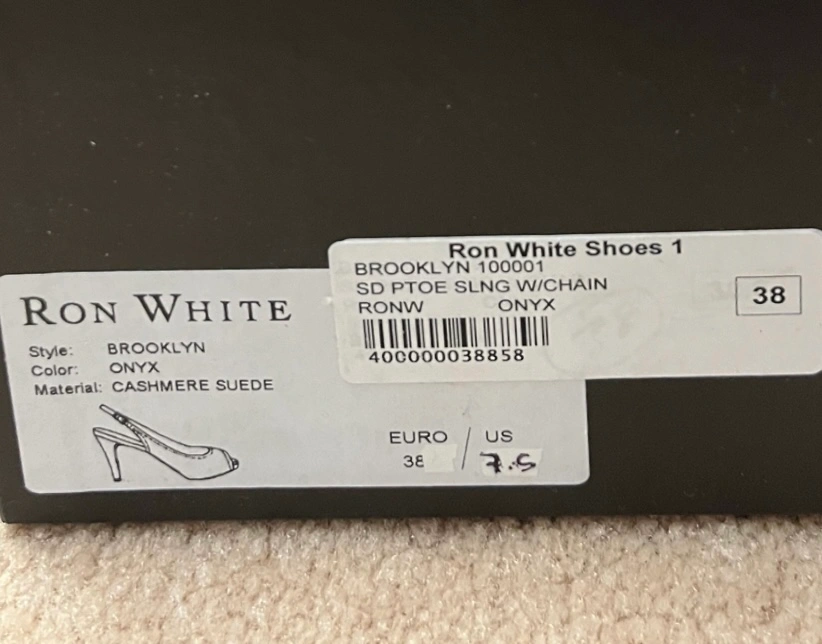 Ron White Shoes 1
BROOKLYN 100001
SD PTOE SLNG W/CHAIN
RONW ONYX
38
400000038858
RON WHITE
Style: BROOKLYN
Color: ONYX
Material: CASHMERE SUEDE
EURO / US
38 / 7.5